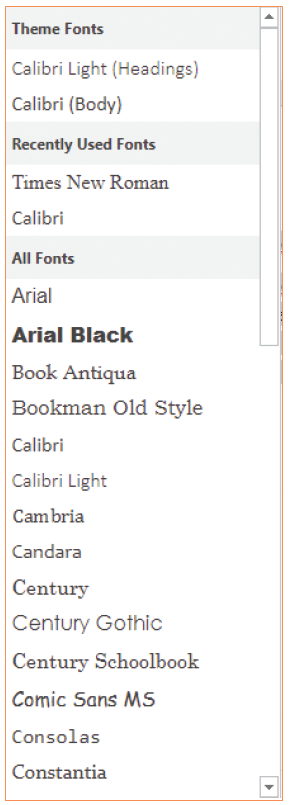 Theme Fonts
Calibri Light (Headings)
Calibri (Body)
Recently Used Fonts
Times New Roman
Calibri
All Fonts
Arial
Arial Black
Book Antiqua
Bookman Old Style
Calibri
Calibri Light
Cambria
Candara
Century
Century Gothic
Century Schoolbook
Comic Sans MS
Consolas
Constantia